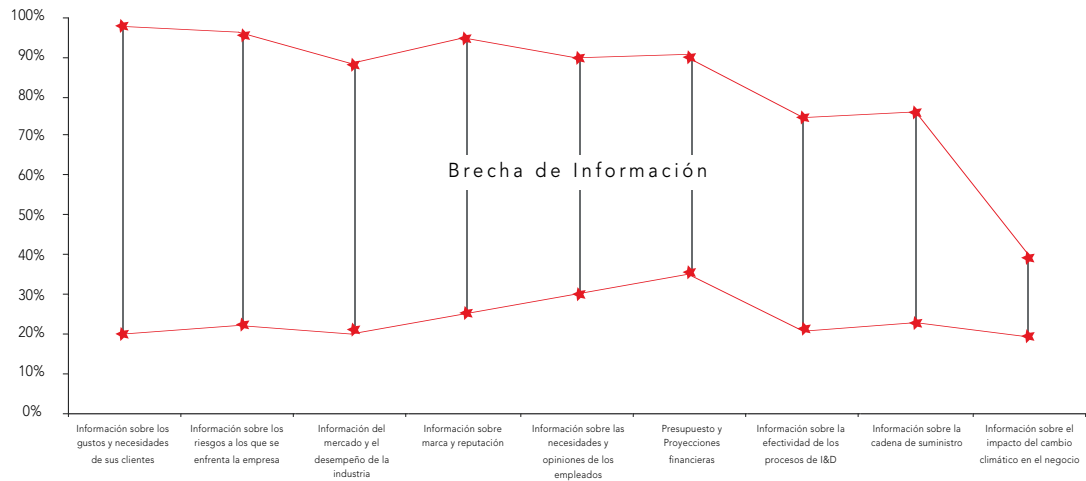 100%
90%
80%
70%
60%
50%
40%
30%
20%
10%
0%
Brecha de Información
Información sobre los
gustos y necesidades
de sus clientes
Información sobre los
riesgos a los que se
enfrenta la empresa
Información del
mercado y el
desempeño de la
industria
Información sobre
marca y reputación
Información sobre las
necesidades y
opiniones de los
empleados
Presupuesto y
Proyecciones
financieras
Información sobre la
efectividad de los
procesos de I&D
Información sobre la
cadena de suministro
Información sobre el
impacto del cambio
climático en el negocio